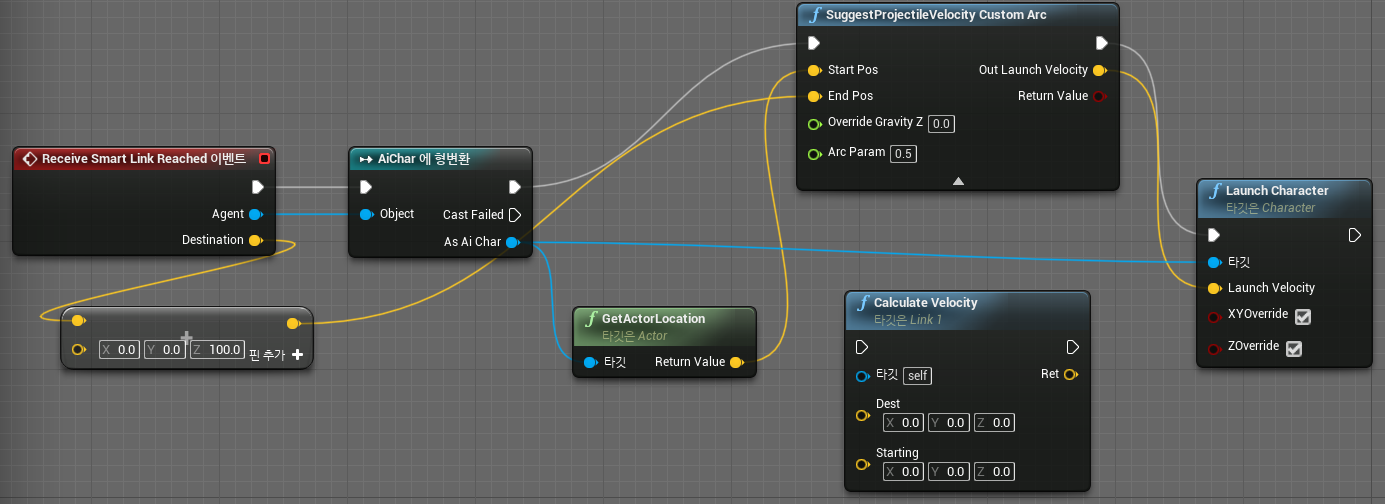 SuggestProjectileVelocity Custom Arc
Start Pos
Out Launch Velocity
End Pos
Return Value
Override Gravity Z 0.0
Arc Param 0.5
Receive Smart Link Reached 이벤트
Agent
Destination
AiChar 에 형변환
Object
Cast Failed
As Ai Char
X 0.0 Y 0.0 Z 100.0
핀 추가 +
GetActorLocation
타깃은 Actor
타깃
Return Value
Calculate Velocity
타깃은 Link 1
타깃 self
Ret
Dest
X 0.0 Y 0.0 Z 0.0
Starting
X 0.0 Y 0.0 Z 0.0
Launch Character
타깃은 Character
타깃
Launch Velocity
XYOverride
ZOverride